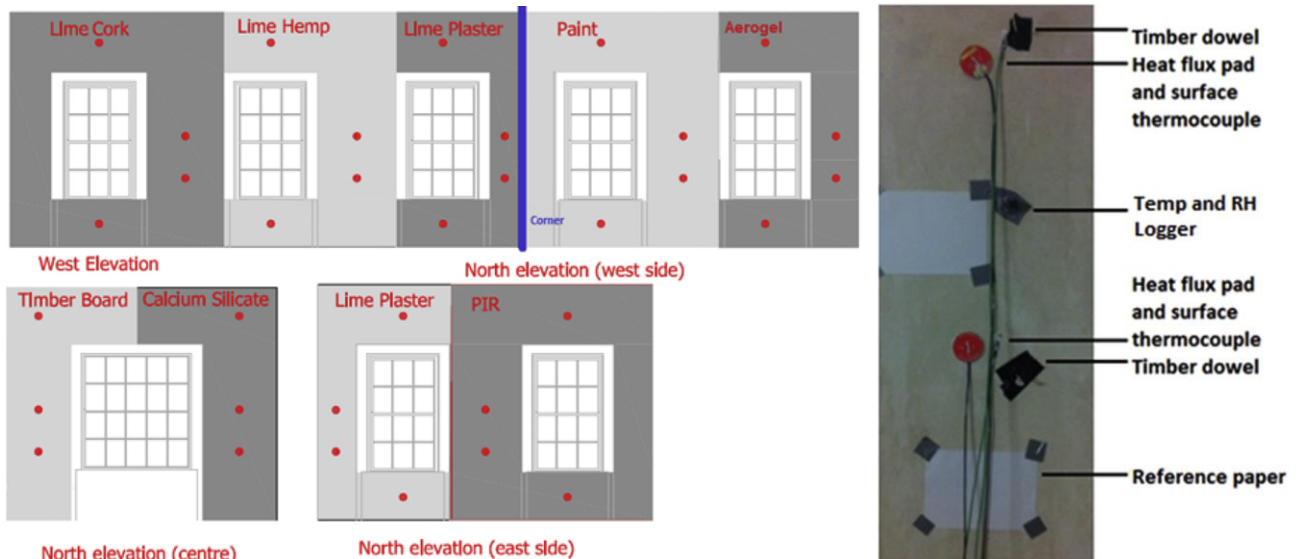 Lime Cork
Lime Hemp
Lime Plaster
Paint
Aerogel
Corner
West Elevation
North elevation (west side)
TImber Board
Calcium Silicate
Lime Plaster
PIR
North elevation (centre)
North elevation (east side)
Timber dowel
Heat flux pad
and surface
thermocouple
Temp and RH
Logger
Heat flux pad
and surface
thermocouple
Timber dowel
Reference paper